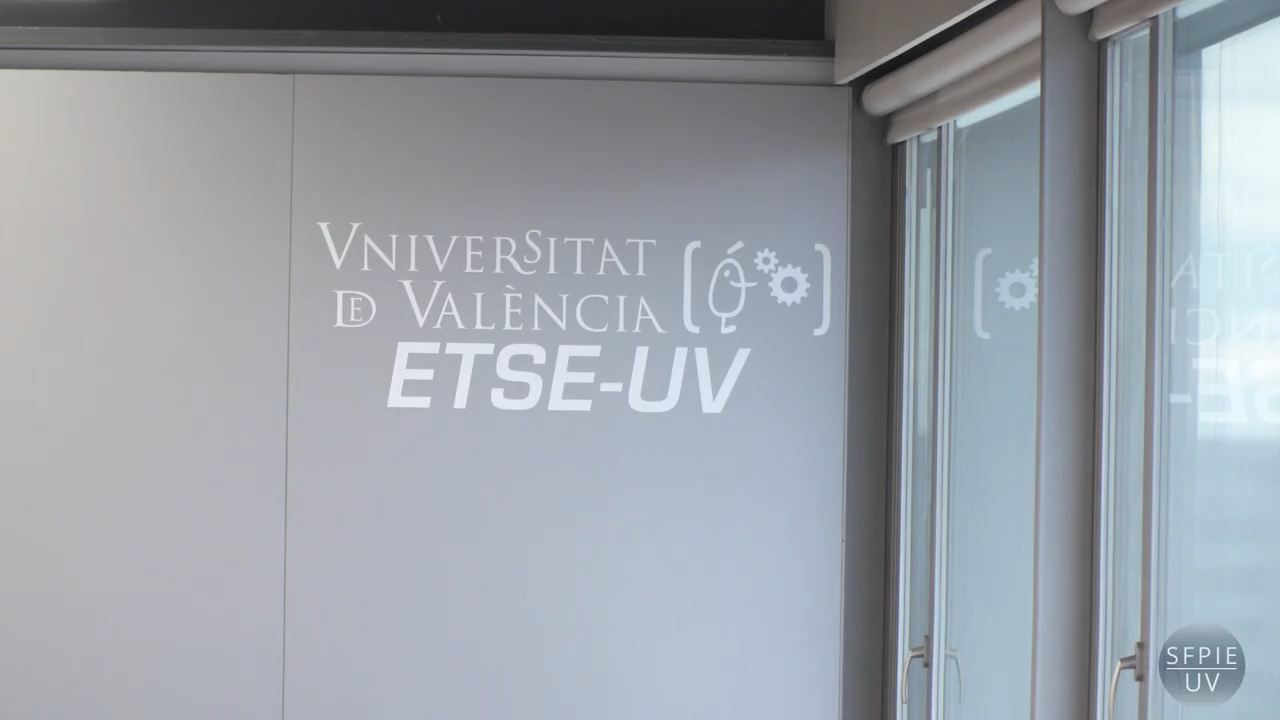 VNIVERSITAT
DE VALÈNCIA
ETSE-UV
SFPIE
UV